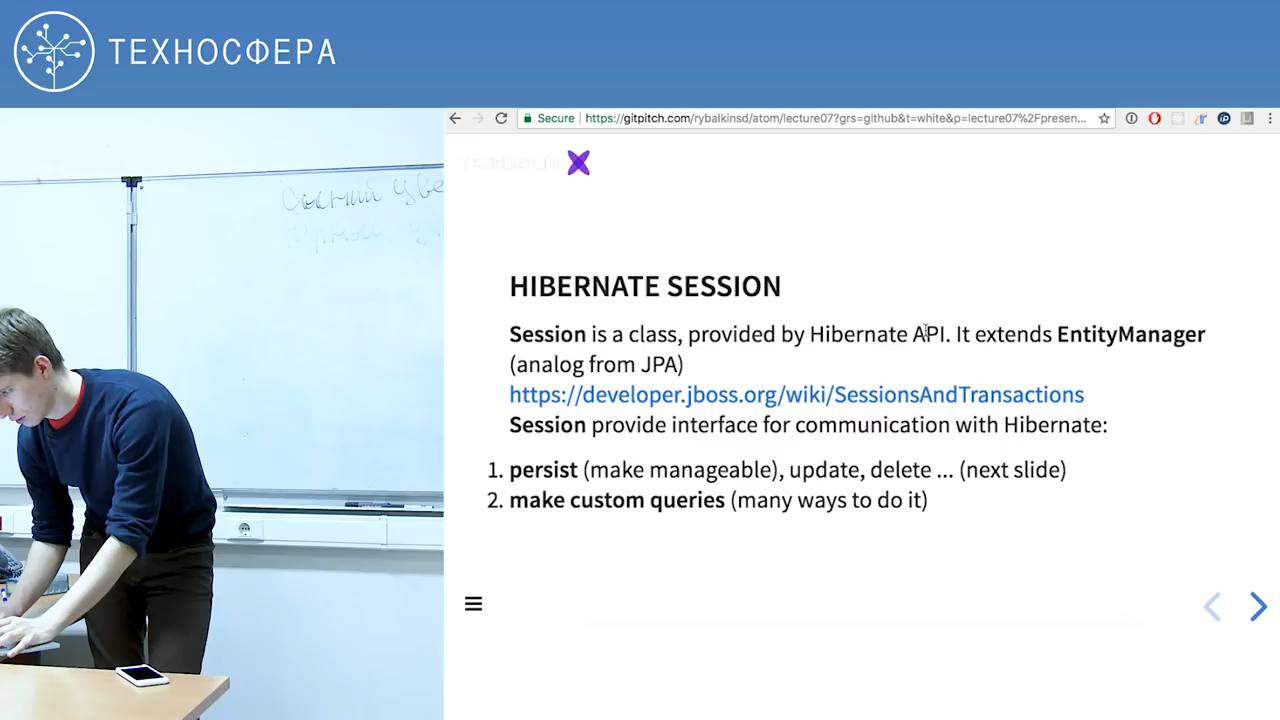 ТЕХНОСФЕРА
Secure https://gitpitch.com/rybalkinsd/atom/lecture07?grs=github&t=white&p=lecture07%2Fpresen...
HIBERNATE SESSION
Session is a class, provided by Hibernate API. It extends EntityManager
(analog from JPA)
https://developer.jboss.org/wiki/SessionsAndTransactions
Session provide interface for communication with Hibernate:
1. persist (make manageable), update, delete ... (next slide)
2. make custom queries (many ways to do it)